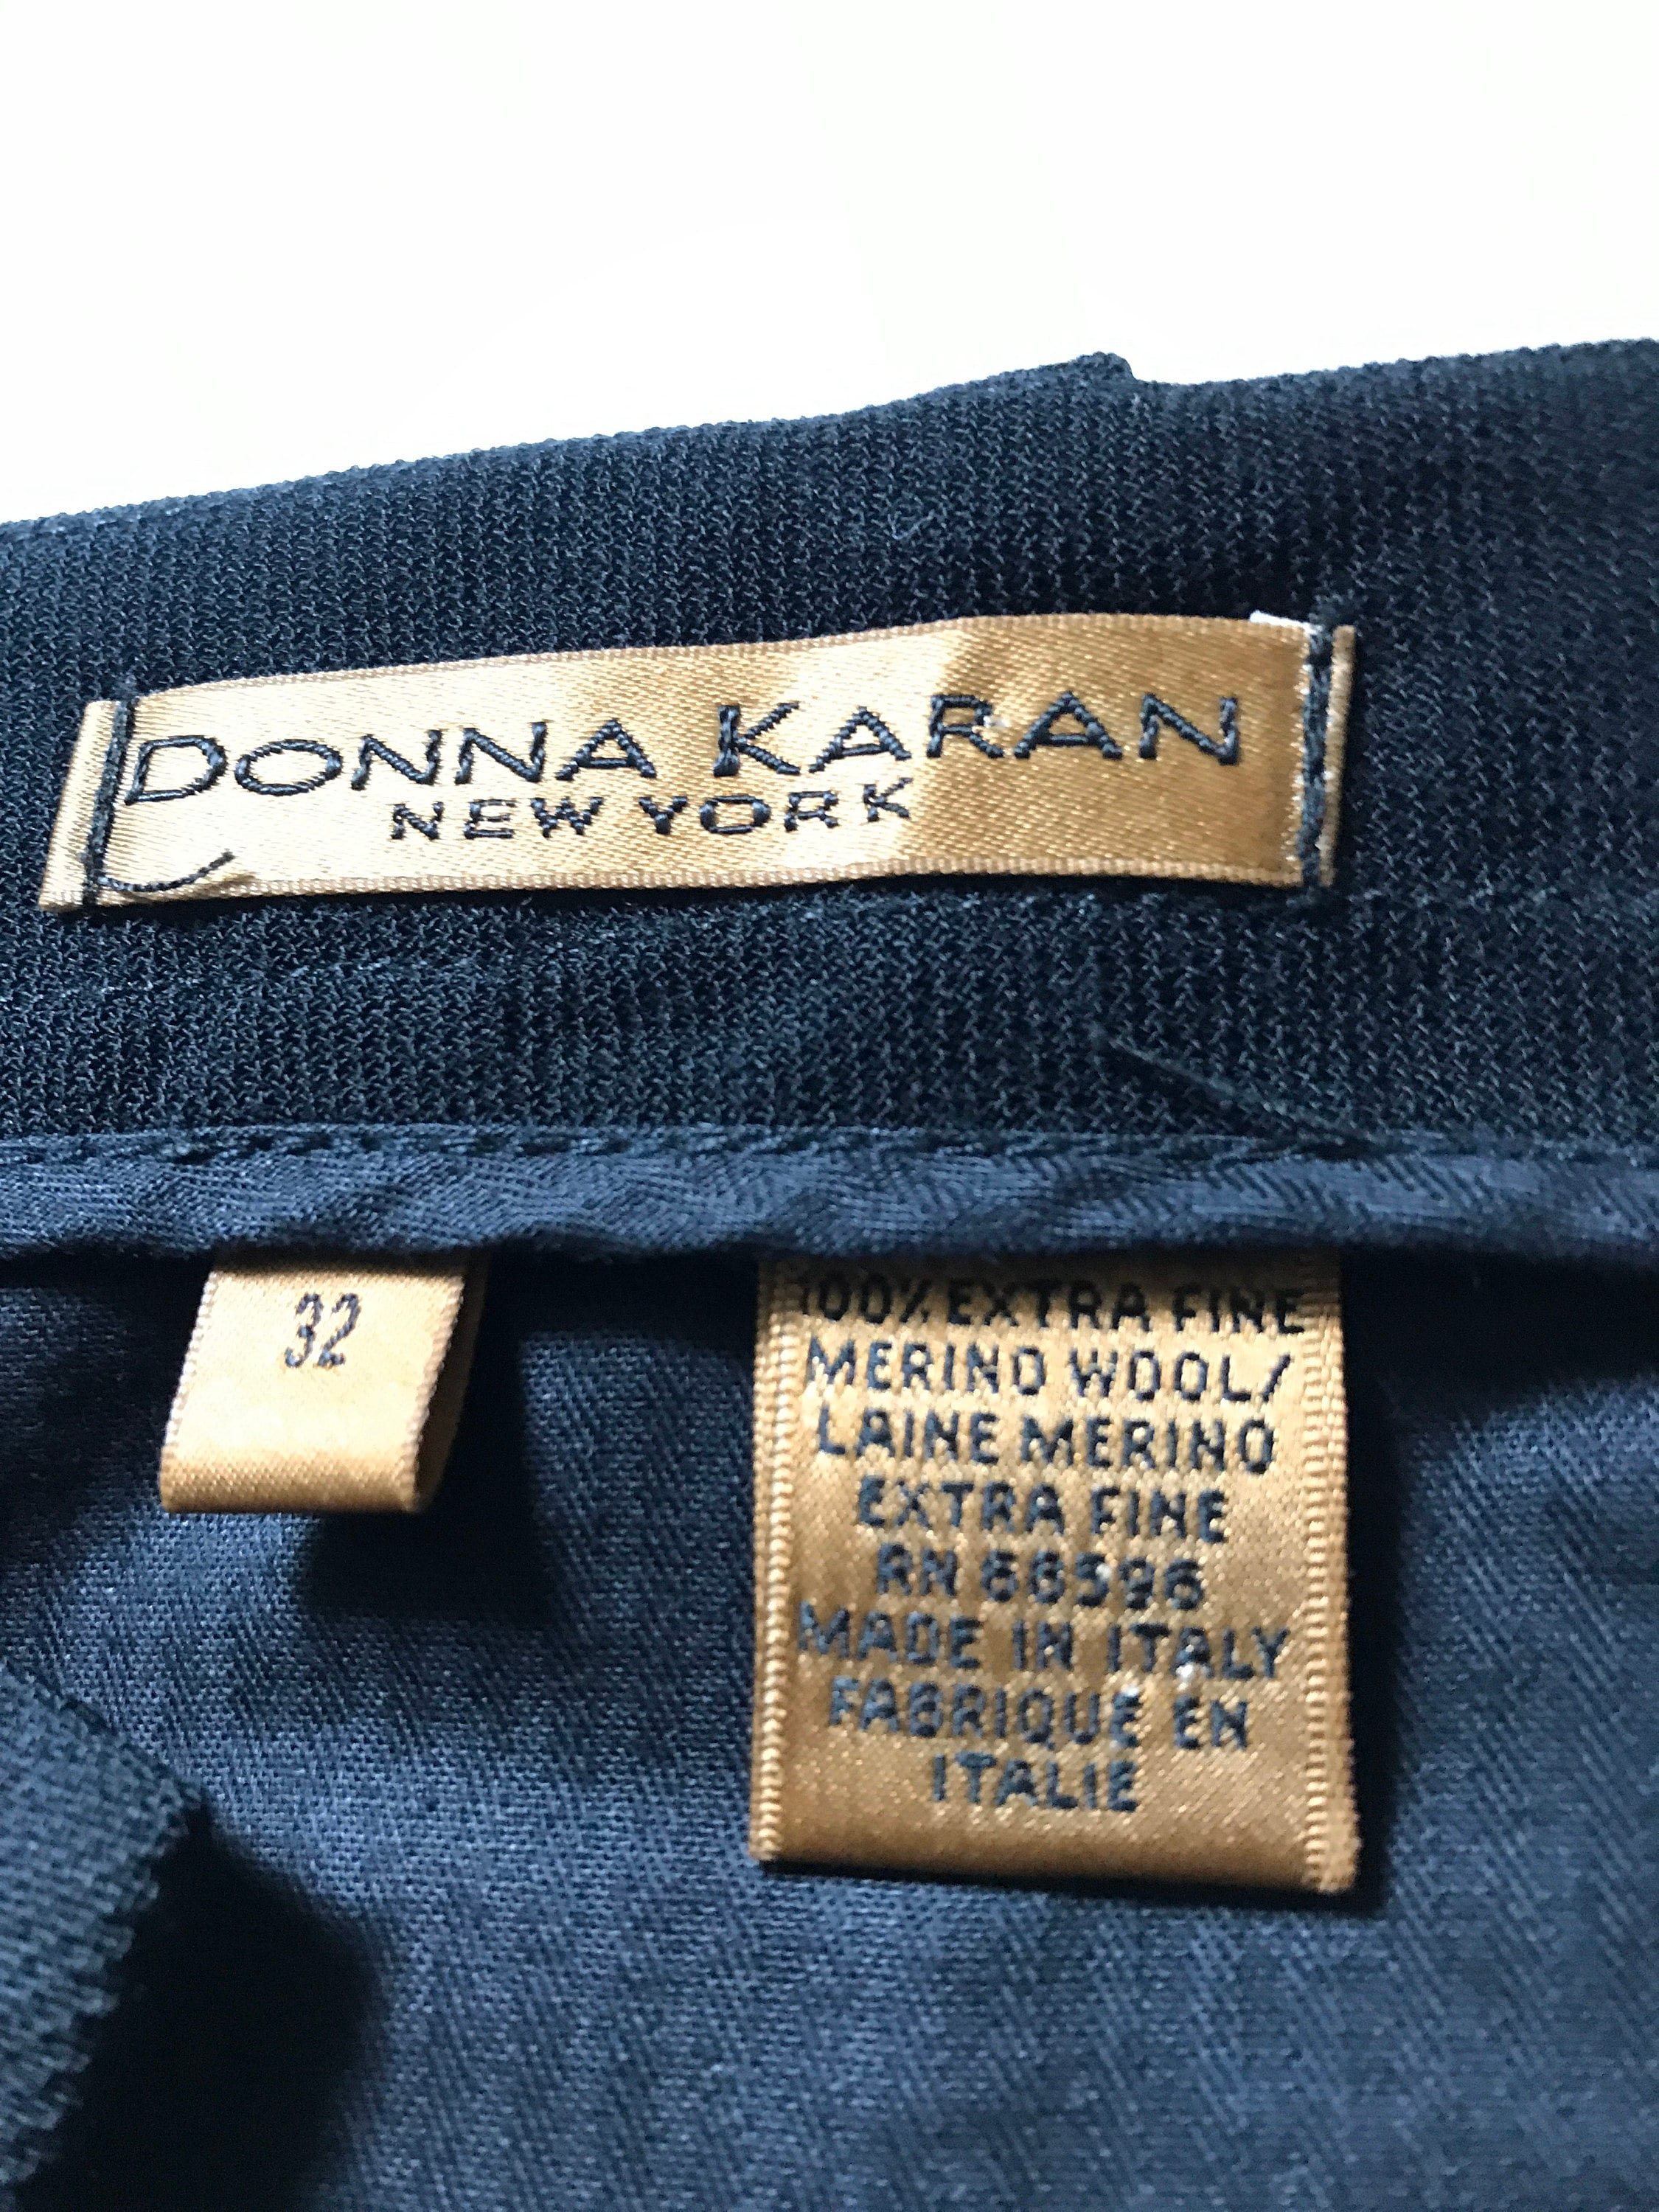 DONNA KARAN
NEW YORK
32
100% EXTRA FINE
MERINO WOOL/
LAINE MERINO
EXTRA FINE
RN 66596
MADE IN ITALY
FABRIQUE EN
ITALIE